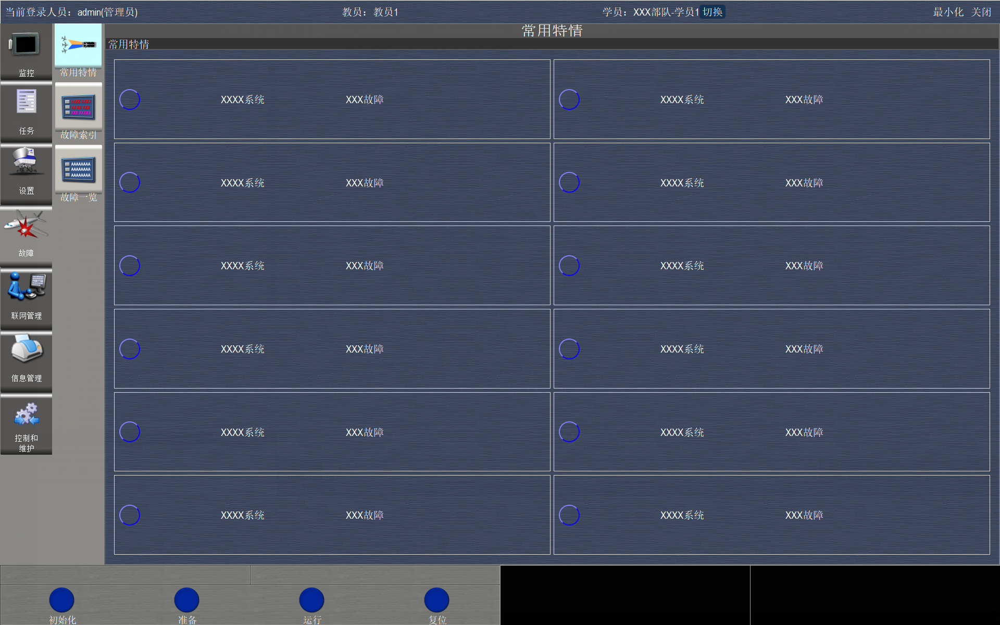 当前登录人员：admin(管理员)
教员：教员1
学员：XXX部队-学员1 切换
最小化 关闭
监控
任务
设置
故障
联网管理
信息管理
控制和
维护
常用特情
XXXX XXXX
XX XX XXX
XXX XXXXX
故障索引
AAAAAAAA
AAAAAAAA
AAAAAAAA
故障一览
常用特情
常用特情
XXXX系统 XXX故障
XXXX系统 XXX故障
XXXX系统 XXX故障
XXXX系统 XXX故障
XXXX系统 XXX故障
XXXX系统 XXX故障
XXXX系统 XXX故障
XXXX系统 XXX故障
XXXX系统 XXX故障
XXXX系统 XXX故障
XXXX系统 XXX故障
XXXX系统 XXX故障
初始化
准备
运行
复位